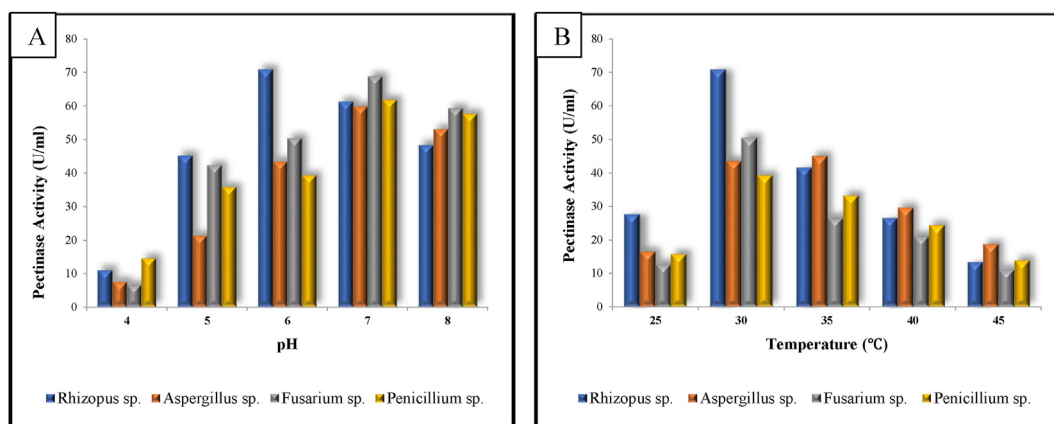 A
Pectinase Activity (U/ml)
80
70
60
50
40
30
20
10
0
4 5 6 7 8
pH
Rhizopus sp. Aspergillus sp. Fusarium sp. Penicillium sp.
B
Pectinase Activity (U/ml)
80
70
60
50
40
30
20
10
0
25 30 35 40 45
Temperature (℃)
Rhizopus sp. Aspergillus sp. Fusarium sp. Penicillium sp.